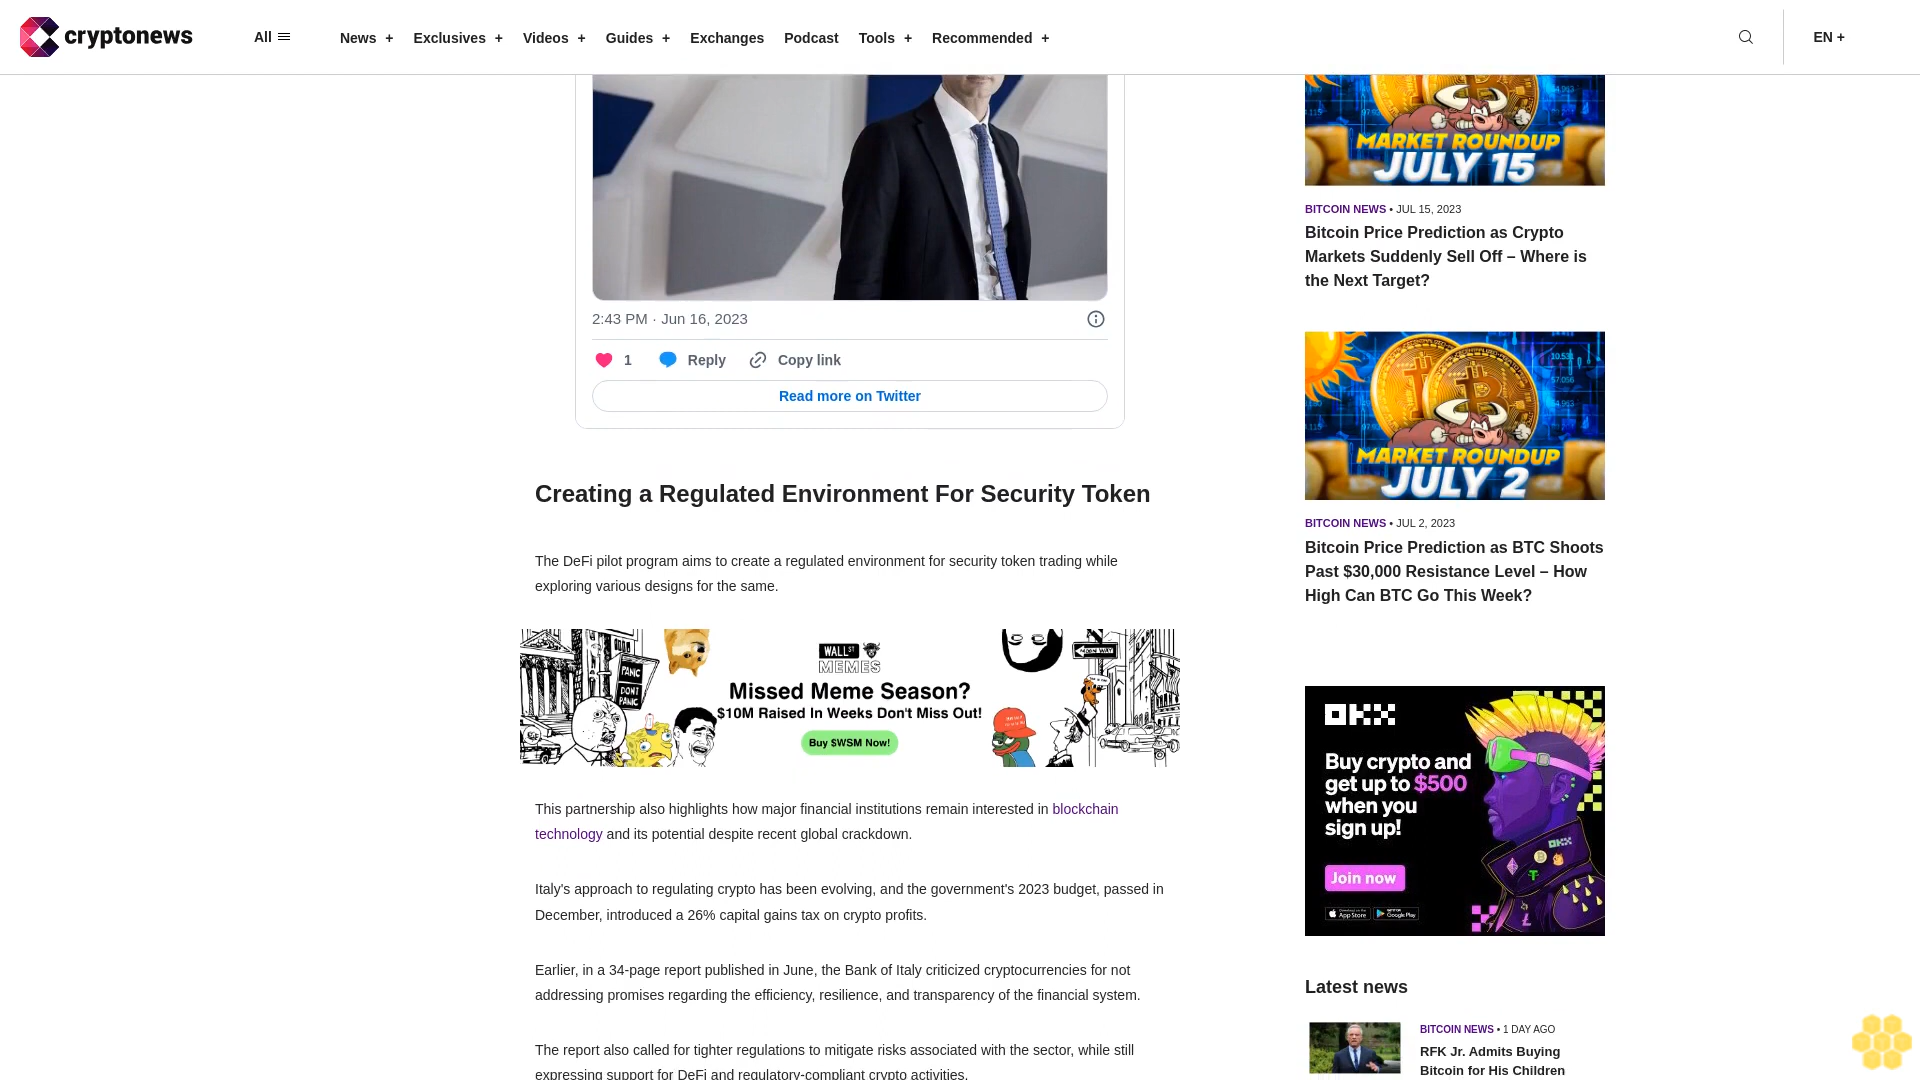 cryptonews
All
News +
Exclusives +
Videos +
Guides +
Exchanges
Podcast
Tools +
Recommended +
EN +
2:43 PM · Jun 16, 2023
1
Reply
Copy link
Read more on Twitter
Creating a Regulated Environment For Security Token
The DeFi pilot program aims to create a regulated environment for security token trading while
exploring various designs for the same.
PANIC
DON'T
PANIC
WALL ST
MEMES
Missed Meme Season?
$10M Raised In Weeks Don't Miss Out!
Buy $WSM Now!
This partnership also highlights how major financial institutions remain interested in blockchain
technology and its potential despite recent global crackdown.
Italy's approach to regulating crypto has been evolving, and the government's 2023 budget, passed in
December, introduced a 26% capital gains tax on crypto profits.
Earlier, in a 34-page report published in June, the Bank of Italy criticized cryptocurrencies for not
addressing promises regarding the efficiency, resilience, and transparency of the financial system.
The report also called for tighter regulations to mitigate risks associated with the sector, while still
expressing support for DeFi and regulatory-compliant crypto activities.
MARKET ROUNDUP
JULY 15
BITCOIN NEWS • JUL 15, 2023
Bitcoin Price Prediction as Crypto
Markets Suddenly Sell Off – Where is
the Next Target?
MARKET ROUNDUP
JULY 2
BITCOIN NEWS • JUL 2, 2023
Bitcoin Price Prediction as BTC Shoots
Past $30,000 Resistance Level – How
High Can BTC Go This Week?
OKX
Buy crypto and
get up to $500
when you
sign up!
Join now
App Store
Google Play
OKX
Latest news
BITCOIN NEWS • 1 DAY AGO
RFK Jr. Admits Buying
Bitcoin for His Children